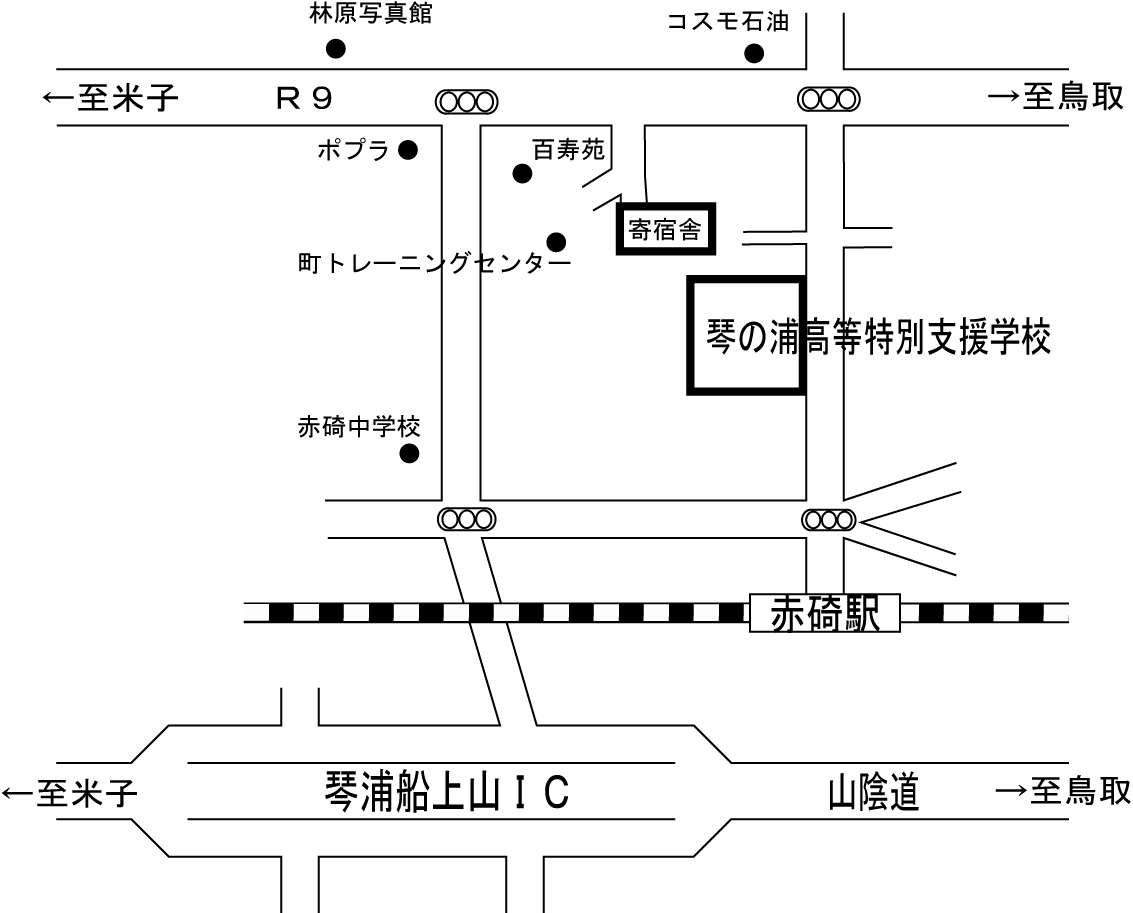 林原写真館
コスモ石油
←至米子
R9
→至鳥取
ポプラ
百寿苑
寄宿舎
町トレーニングセンター
琴の浦高等特別支援学校
赤碕中学校
赤碕駅
←至米子
琴浦船上山IC
山陰道
→至鳥取